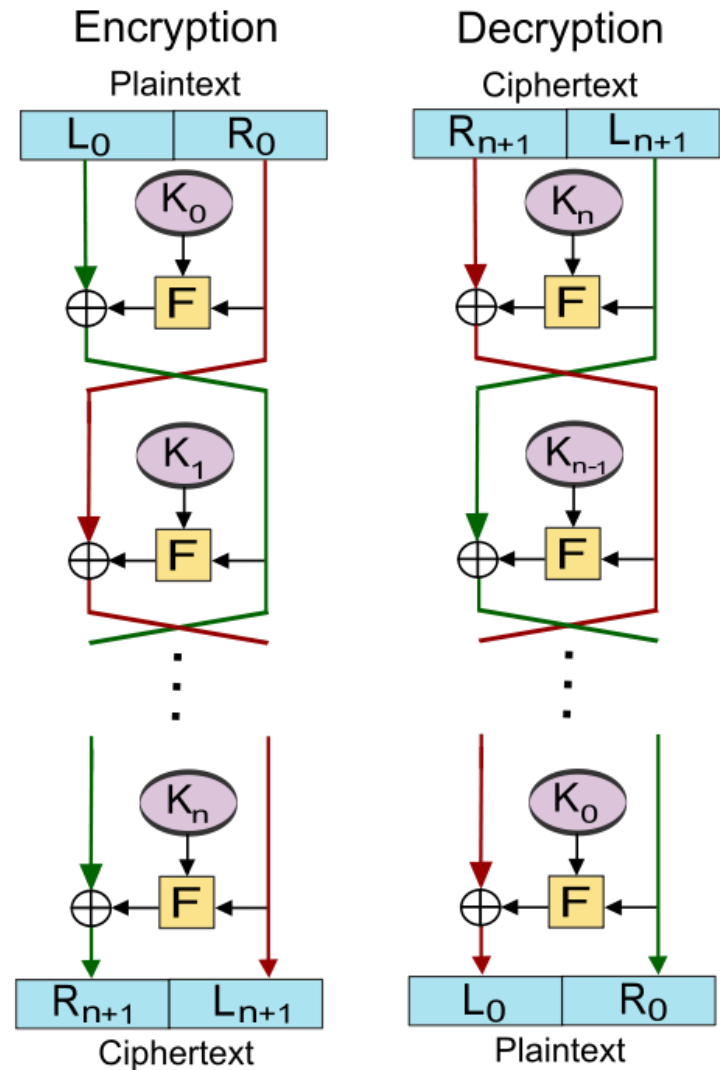 Encryption
Plaintext
L0 R0
K0
F
K1
F
Kn
F
Rn+1 Ln+1
Ciphertext
Decryption
Ciphertext
Rn+1 Ln+1
Kn
F
Kn-1
F
K0
F
L0 R0
Plaintext